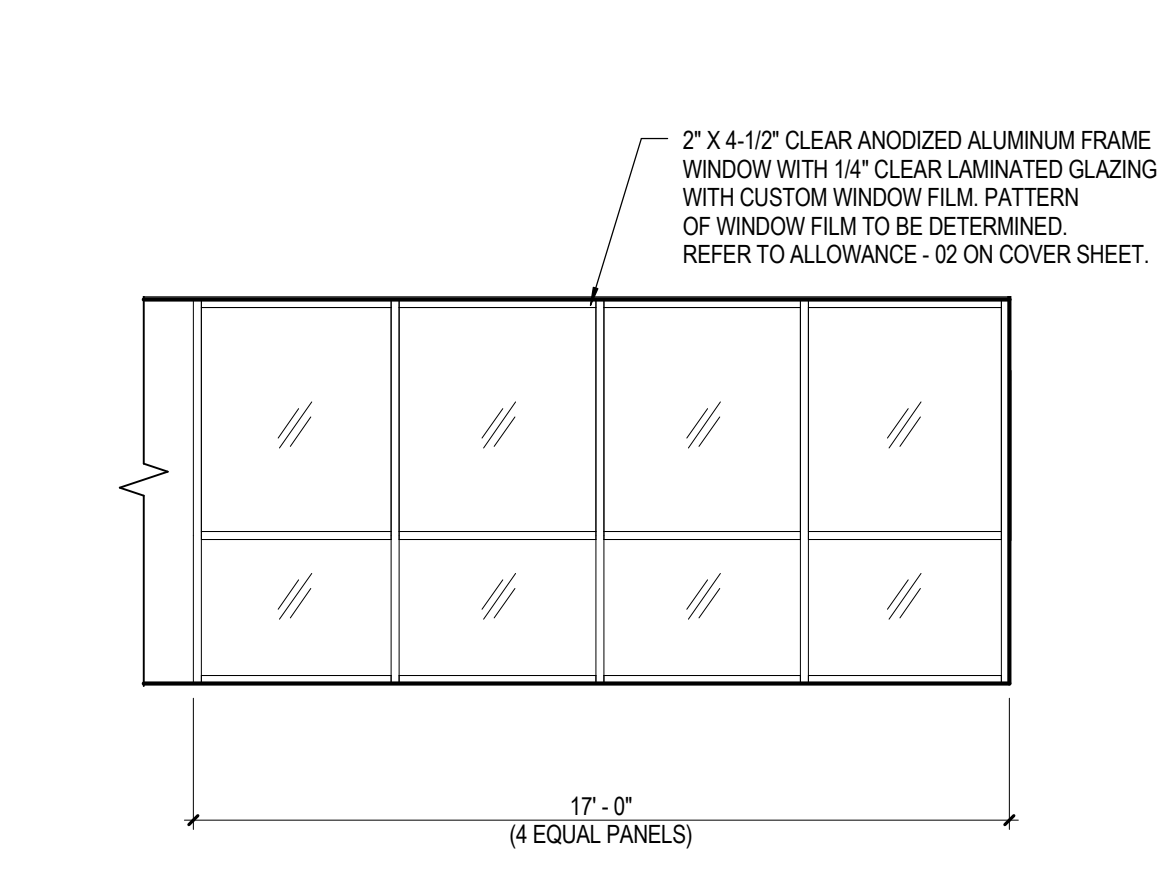 2" X 4-1/2" CLEAR ANODIZED ALUMINUM FRAME
WINDOW WITH 1/4" CLEAR LAMINATED GLAZING
WITH CUSTOM WINDOW FILM. PATTERN
OF WINDOW FILM TO BE DETERMINED.
REFER TO ALLOWANCE - 02 ON COVER SHEET.
17' - 0"
(4 EQUAL PANELS)